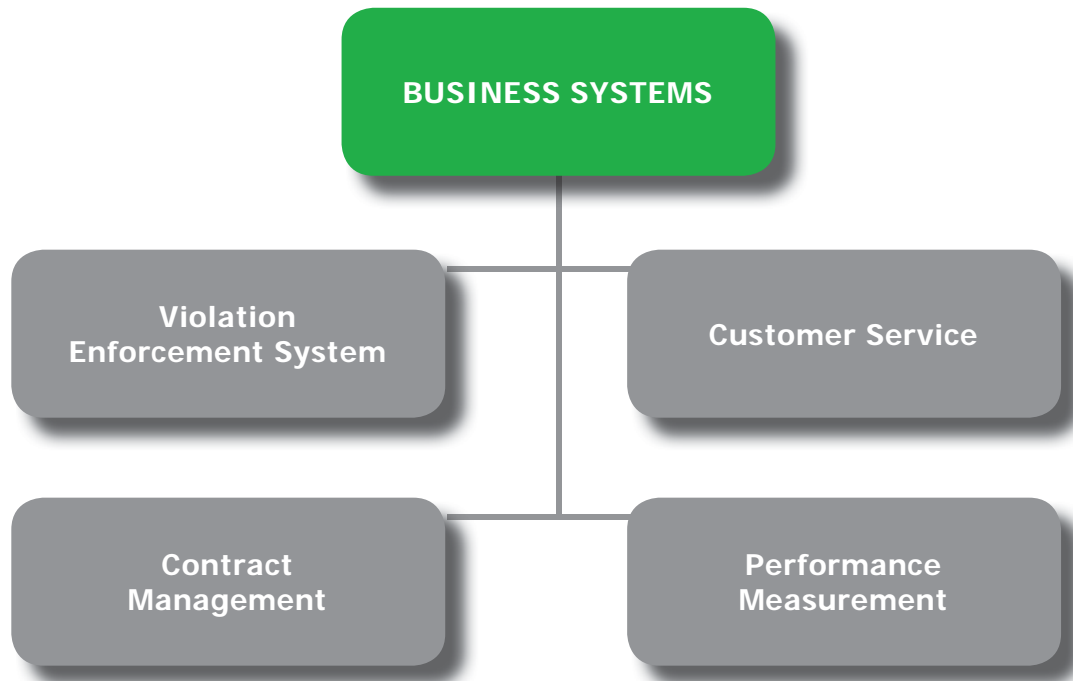 BUSINESS SYSTEMS
Violation
Enforcement System
Customer Service
Contract
Management
Performance
Measurement